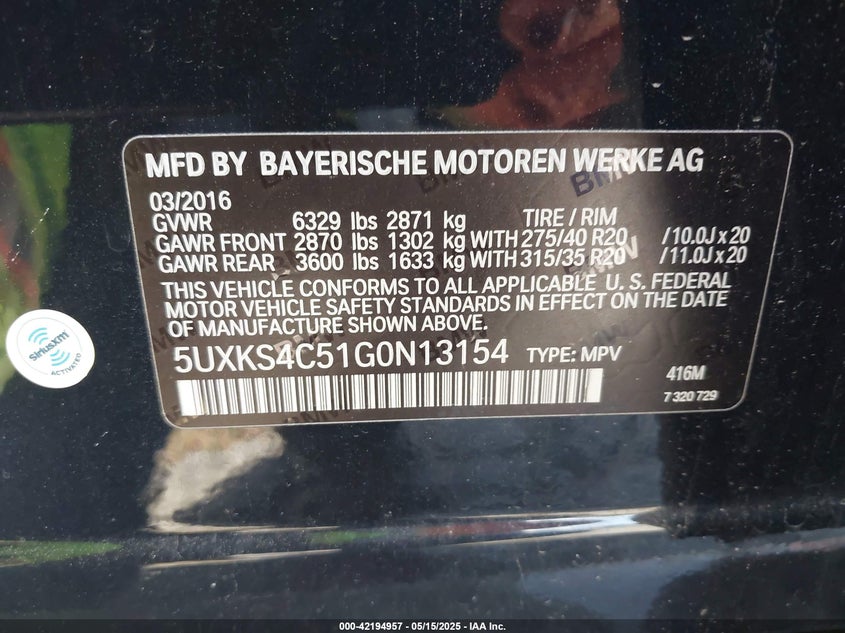 MFD BY BAYERISCHE MOTOREN WERKE AG
03/2016
GVWR 6329 lbs 2871 kg TIRE / RIM
GAWR FRONT 2870 lbs 1302 kg WITH 275/40 R20 /10.0J x 20
GAWR REAR 3600 lbs 1633 kg WITH 315/35 R20 /11.0J x 20
THIS VEHICLE CONFORMS TO ALL APPLICABLE U. S. FEDERAL
MOTOR VEHICLE SAFETY STANDARDS IN EFFECT ON THE DATE
OF MANUFACTURE SHOWN ABOVE.
5UXKS4C51G0N13154 TYPE: MPV
416M
7 320 729
SiriusXM
ACTIVATED
BMW
000-42194957 - 05/15/2025 - IAA Inc.